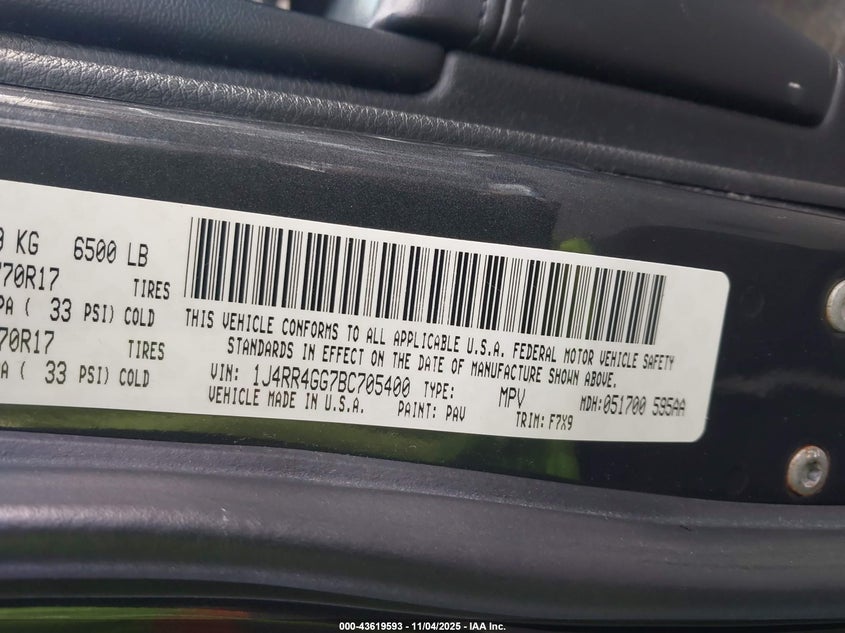 0 KG 6500 LB
/70R17 TIRES
PA ( 33 PSI) COLD
70R17 TIRES
A ( 33 PSI) COLD
THIS VEHICLE CONFORMS TO ALL APPLICABLE U.S.A. FEDERAL MOTOR VEHICLE SAFETY
STANDARDS IN EFFECT ON THE DATE OF MANUFACTURE SHOWN ABOVE.
VIN: 1J4RR4GG7BC705400 TYPE: MPV MDH:051700 595AA
VEHICLE MADE IN U.S.A. PAINT: PAV TRIM: F7X9
000-43619593 — 11/04/2025 - IAA Inc.